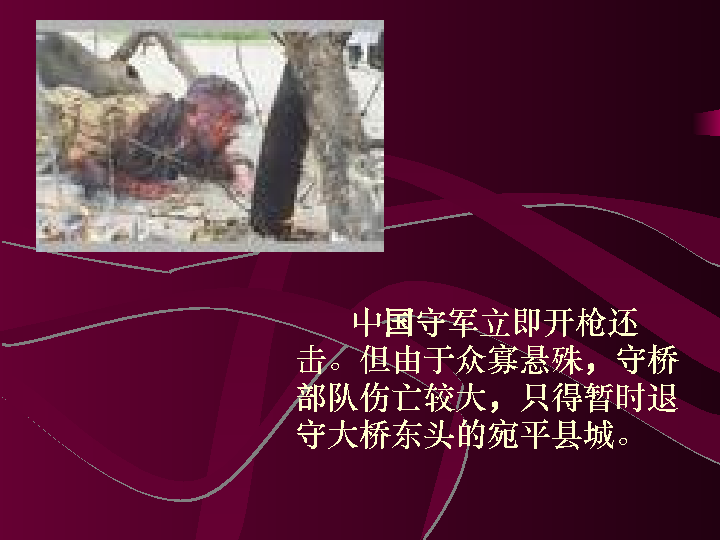 中国守军立即开枪还
击。但由于众寡悬殊，守桥
部队伤亡较大，只得暂时退
守大桥东头的宛平县城。